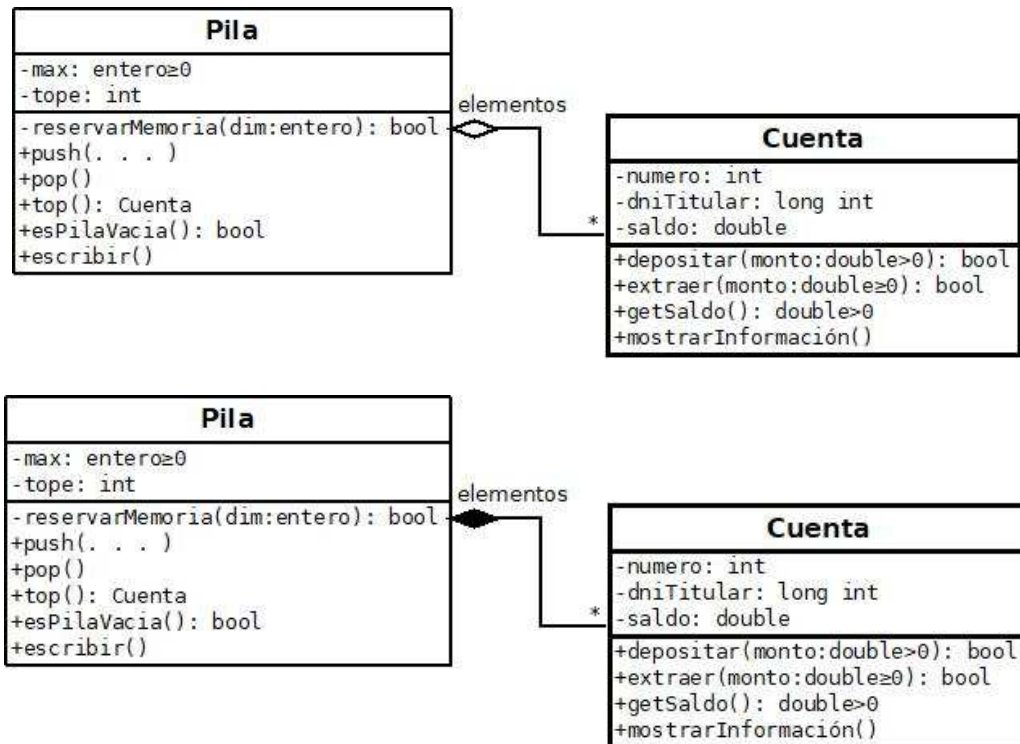 Pila
-max: entero≥0
-tope: int
-reservarMemoria(dim:entero): bool
+push(. . . )
+pop()
+top(): Cuenta
+esPilaVacia(): bool
+escribir()
elementos
*
Cuenta
-numero: int
-dniTitular: long int
-saldo: double
+depositar(monto:double>0): bool
+extraer(monto:double≥0): bool
+getSaldo(): double>0
+mostrarInformación()
Pila
-max: entero≥0
-tope: int
-reservarMemoria(dim:entero): bool
+push(. . . )
+pop()
+top(): Cuenta
+esPilaVacia(): bool
+escribir()
elementos
*
Cuenta
-numero: int
-dniTitular: long int
-saldo: double
+depositar(monto:double>0): bool
+extraer(monto:double≥0): bool
+getSaldo(): double>0
+mostrarInformación()